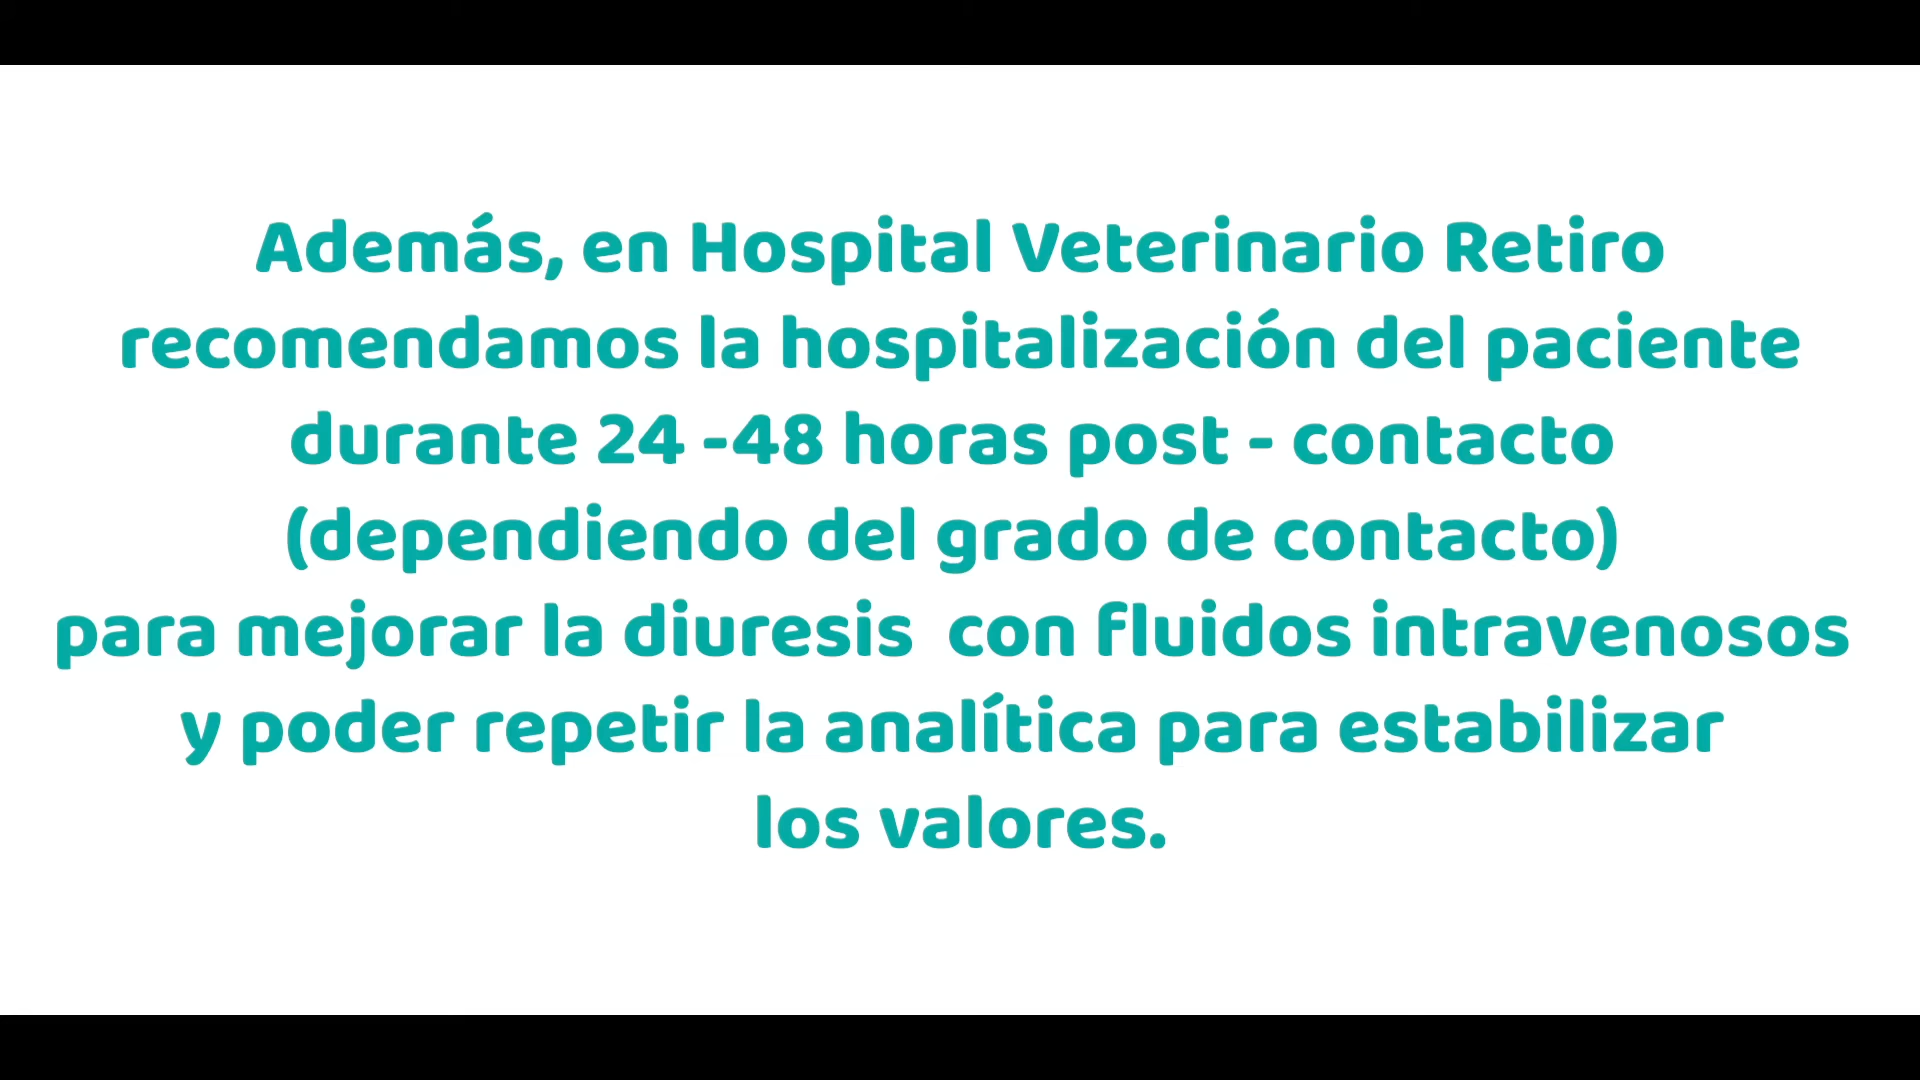 Además, en Hospital Veterinario Retiro
recomendamos la hospitalización del paciente
durante 24 -48 horas post - contacto
(dependiendo del grado de contacto)
para mejorar la diuresis  con fluidos intravenosos
y poder repetir la analítica para estabilizar
los valores.